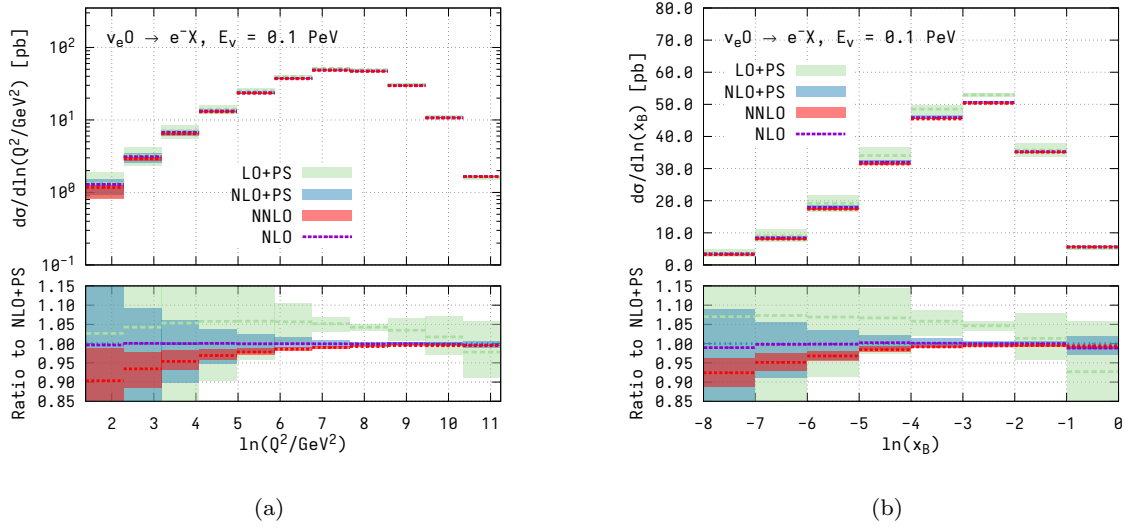 ν_eO → e⁻X, E_ν = 0.1 PeV
dσ/dln(Q²/GeV²) [pb]
10²
10¹
10⁰
10⁻¹
LO+PS
NLO+PS
NNLO
NLO
Ratio to NLO+PS
1.15
1.10
1.05
1.00
0.95
0.90
0.85
2 3 4 5 6 7 8 9 10 11
ln(Q²/GeV²)
(a)
ν_eO → e⁻X, E_ν = 0.1 PeV
dσ/dln(x_B) [pb]
80.0
70.0
60.0
50.0
40.0
30.0
20.0
10.0
0.0
LO+PS
NLO+PS
NNLO
NLO
Ratio to NLO+PS
1.15
1.10
1.05
1.00
0.95
0.90
0.85
-8 -7 -6 -5 -4 -3 -2 -1 0
ln(x_B)
(b)